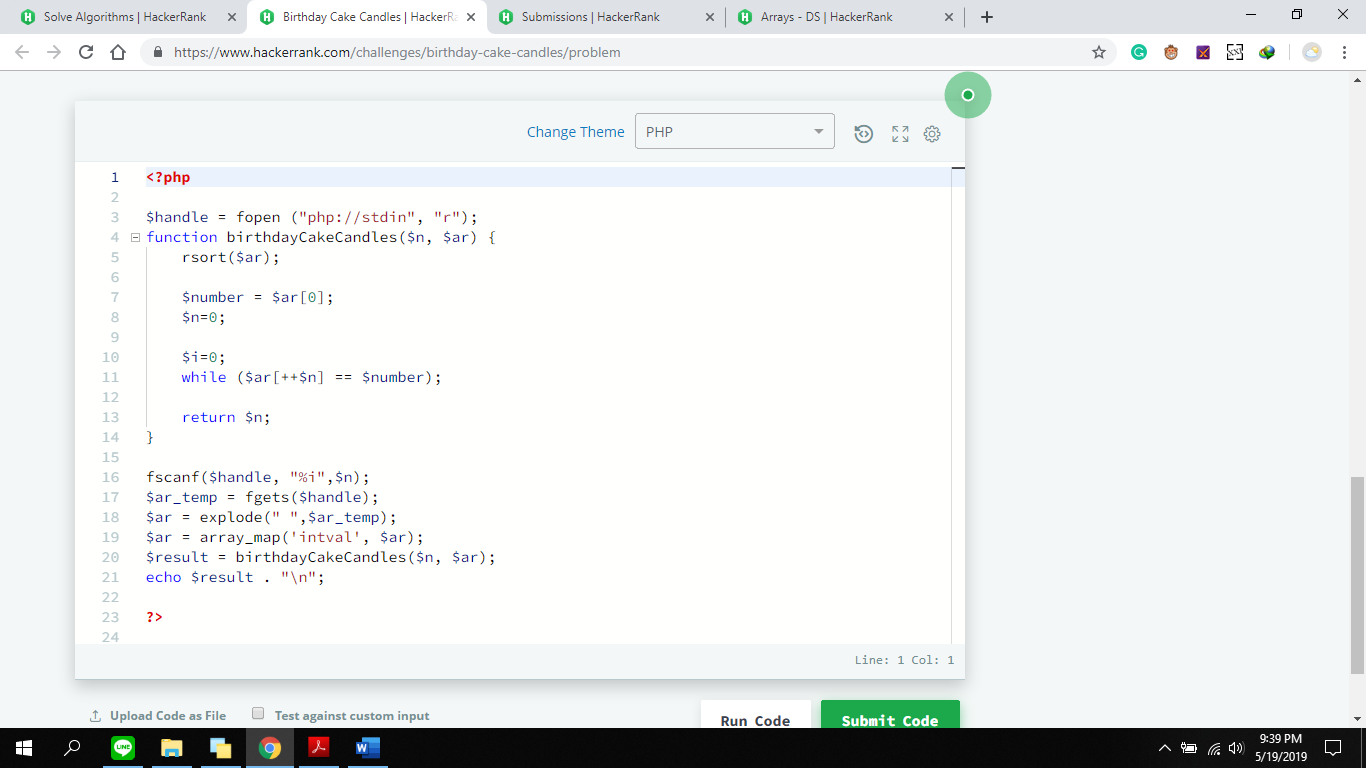 Solve Algorithms | HackerRank
Birthday Cake Candles | HackerRa
Submissions | HackerRank
Arrays - DS | HackerRank
https://www.hackerrank.com/challenges/birthday-cake-candles/problem
Change Theme PHP
1 <?php
2
3 $handle = fopen ("php://stdin", "r");
4 function birthdayCakeCandles($n, $ar) {
5 rsort($ar);
6
7 $number = $ar[0];
8 $n=0;
9
10 $i=0;
11 while ($ar[++$n] == $number);
12
13 return $n;
14 }
15
16 fscanf($handle, "%i",$n);
17 $ar_temp = fgets($handle);
18 $ar = explode(" ",$ar_temp);
19 $ar = array_map('intval', $ar);
20 $result = birthdayCakeCandles($n, $ar);
21 echo $result . "\n";
22
23 ?>
24
Line: 1 Col: 1
Upload Code as File Test against custom input Run Code Submit Code
9:39 PM
5/19/2019